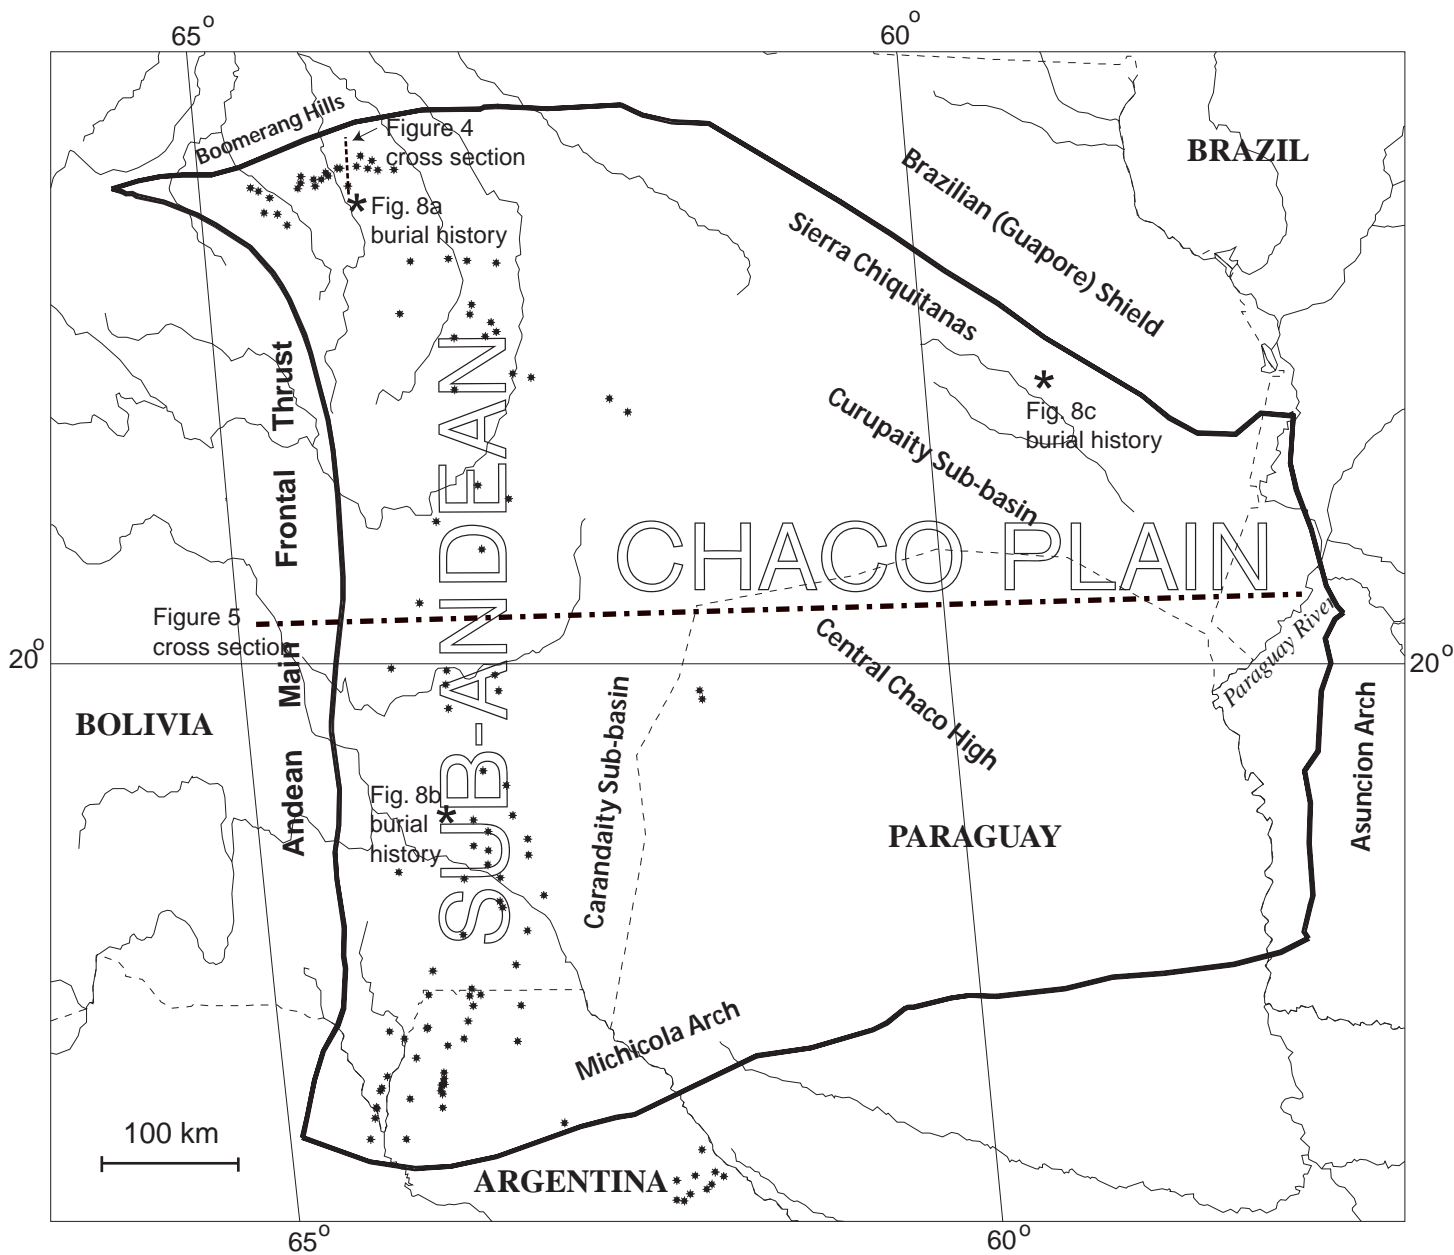 65°
60°
Boomerang Hills
Figure 4
cross section
BRAZIL
Brazilian (Guapore) Shield
Fig. 8a
burial history
Sierra Chiquitanas
Fig. 8c
burial history
Curupaity Sub-basin
Andean Main Frontal Thrust
SUB-ANDEAN
CHACO PLAIN
Figure 5
cross section
Paraguay River
20°
20°
Central Chaco High
BOLIVIA
Carandaity Sub-basin
Asuncion Arch
Fig. 8b
burial
history
PARAGUAY
Michicola Arch
100 km
ARGENTINA
65°
60°